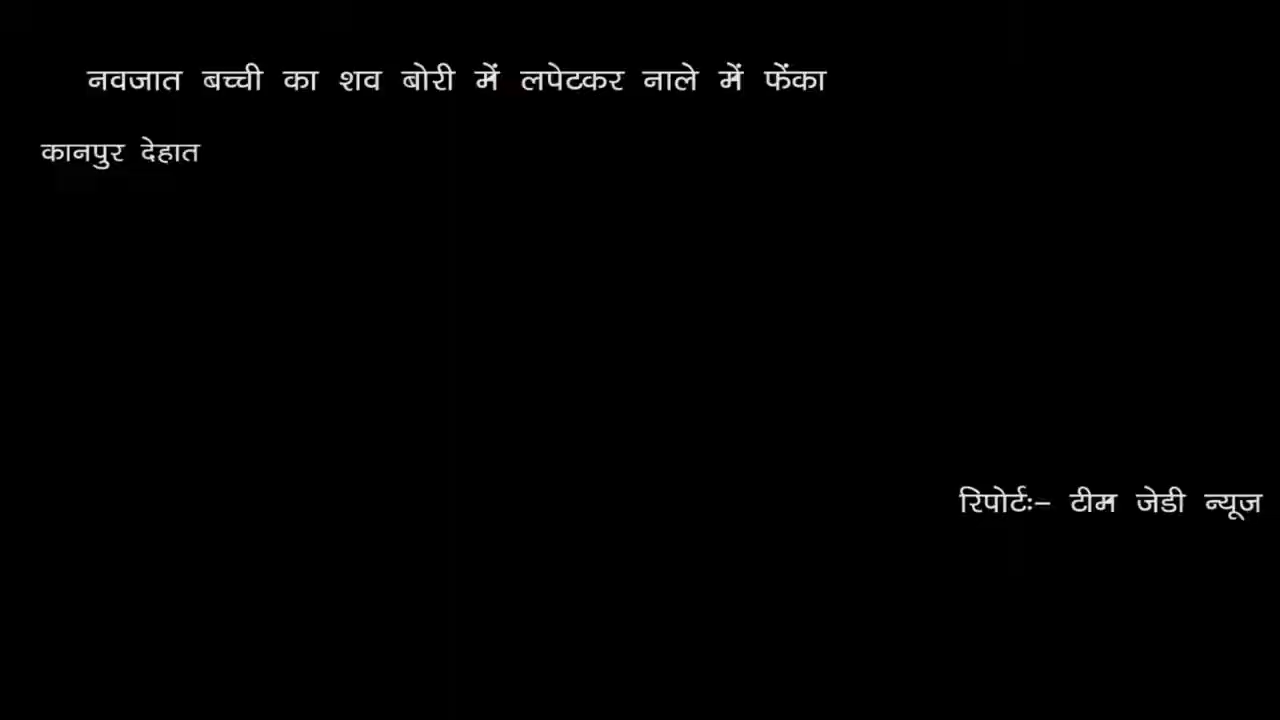 नवजात बच्ची का शव बोरी में लपेटकर नाले में फेंका
कानपुर देहात
रिपोर्टः– टीम जेडी न्यूज